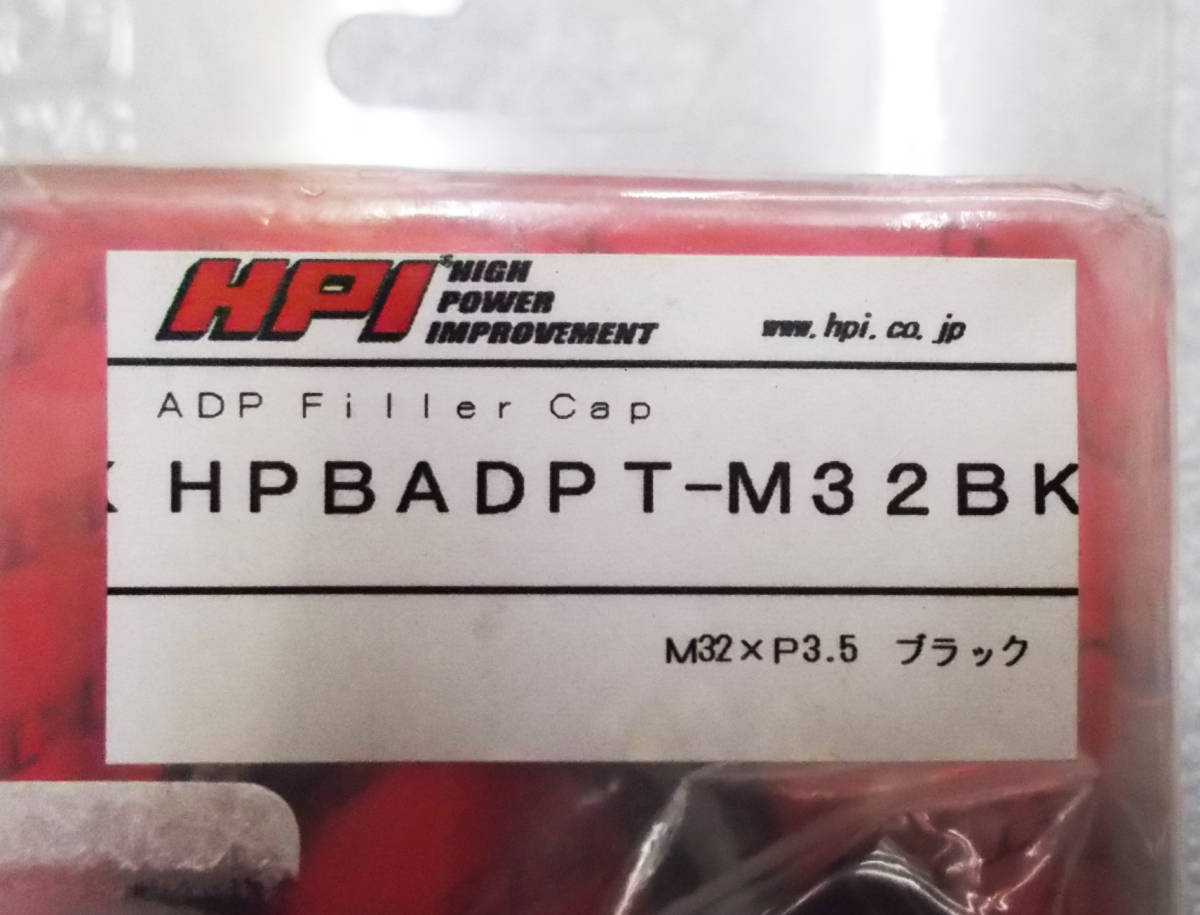 HPI® HIGH
POWER
IMPROVEMENT
www.hpi.co.jp
ADP Filler Cap
HPBADPT-M32BK
M32×P3.5 ブラック